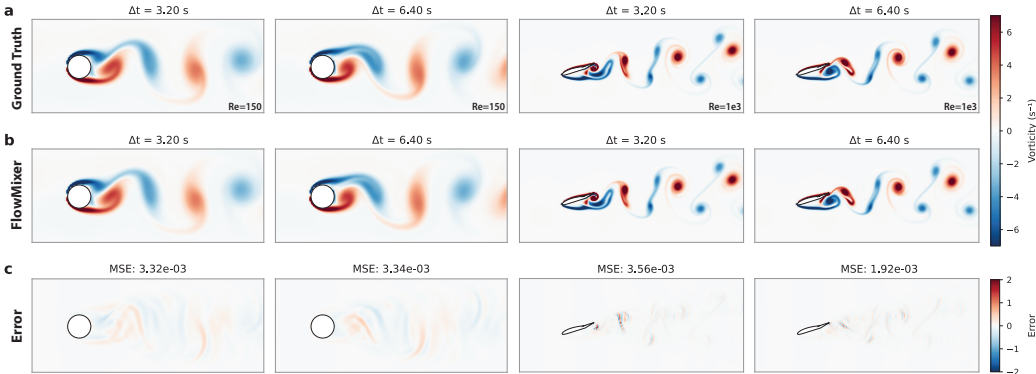 a
Ground Truth
Δt = 3.20 s
Δt = 6.40 s
Δt = 3.20 s
Δt = 6.40 s
Re=150
Re=150
Re=1e3
Re=1e3
b
FlowMixer
Δt = 3.20 s
Δt = 6.40 s
Δt = 3.20 s
Δt = 6.40 s
6
4
2
0
−2
−4
−6
Vorticity (s⁻¹)
c
Error
MSE: 3.32e-03
MSE: 3.34e-03
MSE: 3.56e-03
MSE: 1.92e-03
2
1
0
−1
−2
Error